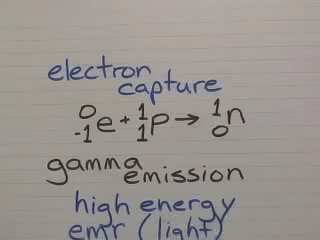 electron
capture
⁰₋₁e + ¹₁p → ¹₀n
gamma
emission
high energy
emr (light)